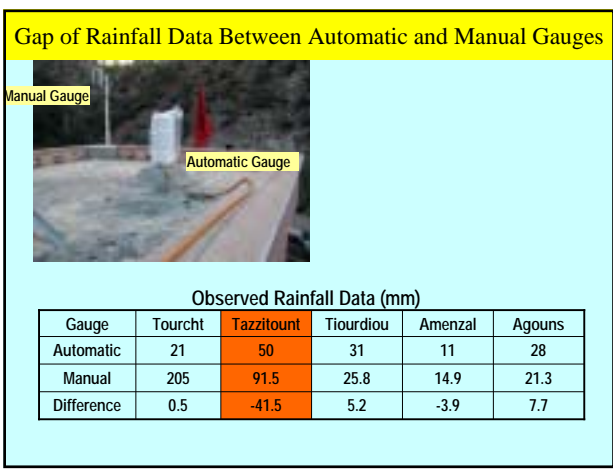 Gap of Rainfall Data Between Automatic and Manual Gauges
Manual Gauge
Automatic Gauge
Observed Rainfall Data (mm)
Gauge Tourcht Tazzitount Tiourdiou Amenzal Agouns
Automatic 21 50 31 11 28
Manual 205 91.5 25.8 14.9 21.3
Difference 0.5 -41.5 5.2 -3.9 7.7